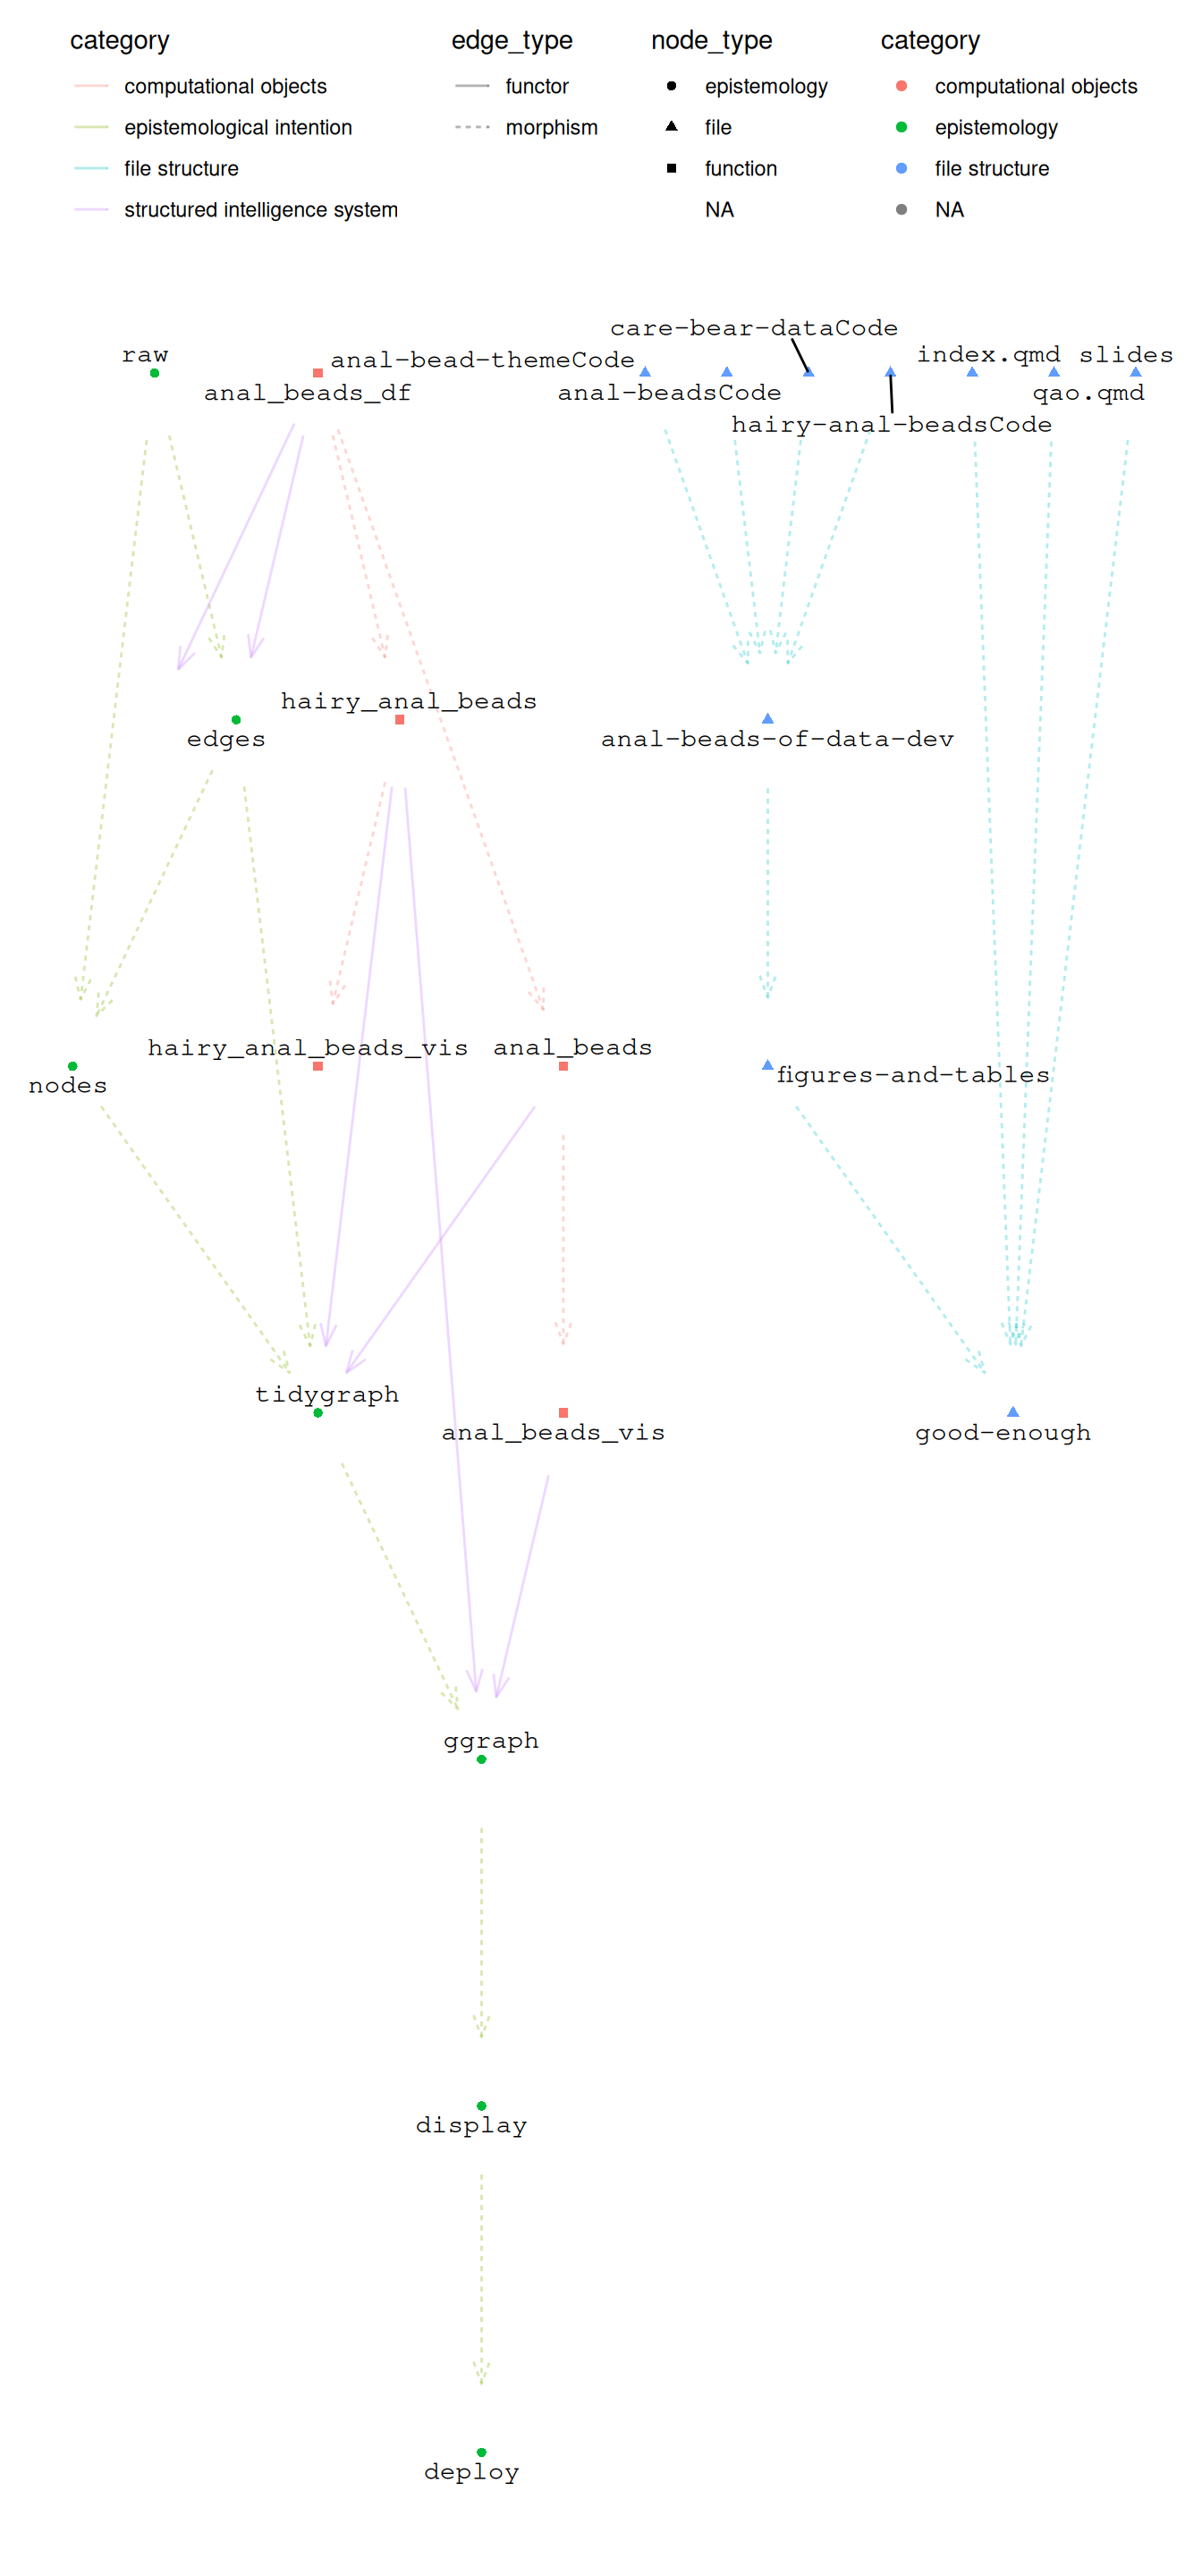 category
computational objects
epistemological intention
file structure
structured intelligence system
edge_type
functor
morphism
node_type
epistemology
file
function
NA
category
computational objects
epistemology
file structure
NA
care-bear-dataCode
raw
anal-bead-themeCode
index.qmd
slides
anal_beads_df
anal-beadsCode
qao.qmd
hairy-anal-beadsCode
hairy_anal_beads
edges
anal-beads-of-data-dev
hairy_anal_beads_vis
anal_beads
nodes
figures-and-tables
tidygraph
anal_beads_vis
good-enough
ggraph
display
deploy